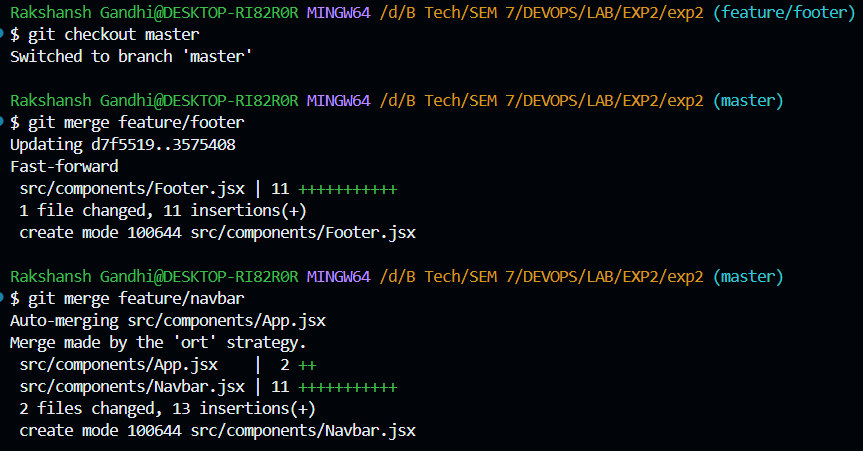 Rakshansh Gandhi@DESKTOP-RI82R0R MINGW64 /d/B Tech/SEM 7/DEVOPS/LAB/EXP2/exp2 (feature/footer)
$ git checkout master
Switched to branch 'master'

Rakshansh Gandhi@DESKTOP-RI82R0R MINGW64 /d/B Tech/SEM 7/DEVOPS/LAB/EXP2/exp2 (master)
$ git merge feature/footer
Updating d7f5519..3575408
Fast-forward
 src/components/Footer.jsx | 11 +++++++++++
 1 file changed, 11 insertions(+)
 create mode 100644 src/components/Footer.jsx

Rakshansh Gandhi@DESKTOP-RI82R0R MINGW64 /d/B Tech/SEM 7/DEVOPS/LAB/EXP2/exp2 (master)
$ git merge feature/navbar
Auto-merging src/components/App.jsx
Merge made by the 'ort' strategy.
 src/components/App.jsx    |  2 ++
 src/components/Navbar.jsx | 11 +++++++++++
 2 files changed, 13 insertions(+)
 create mode 100644 src/components/Navbar.jsx